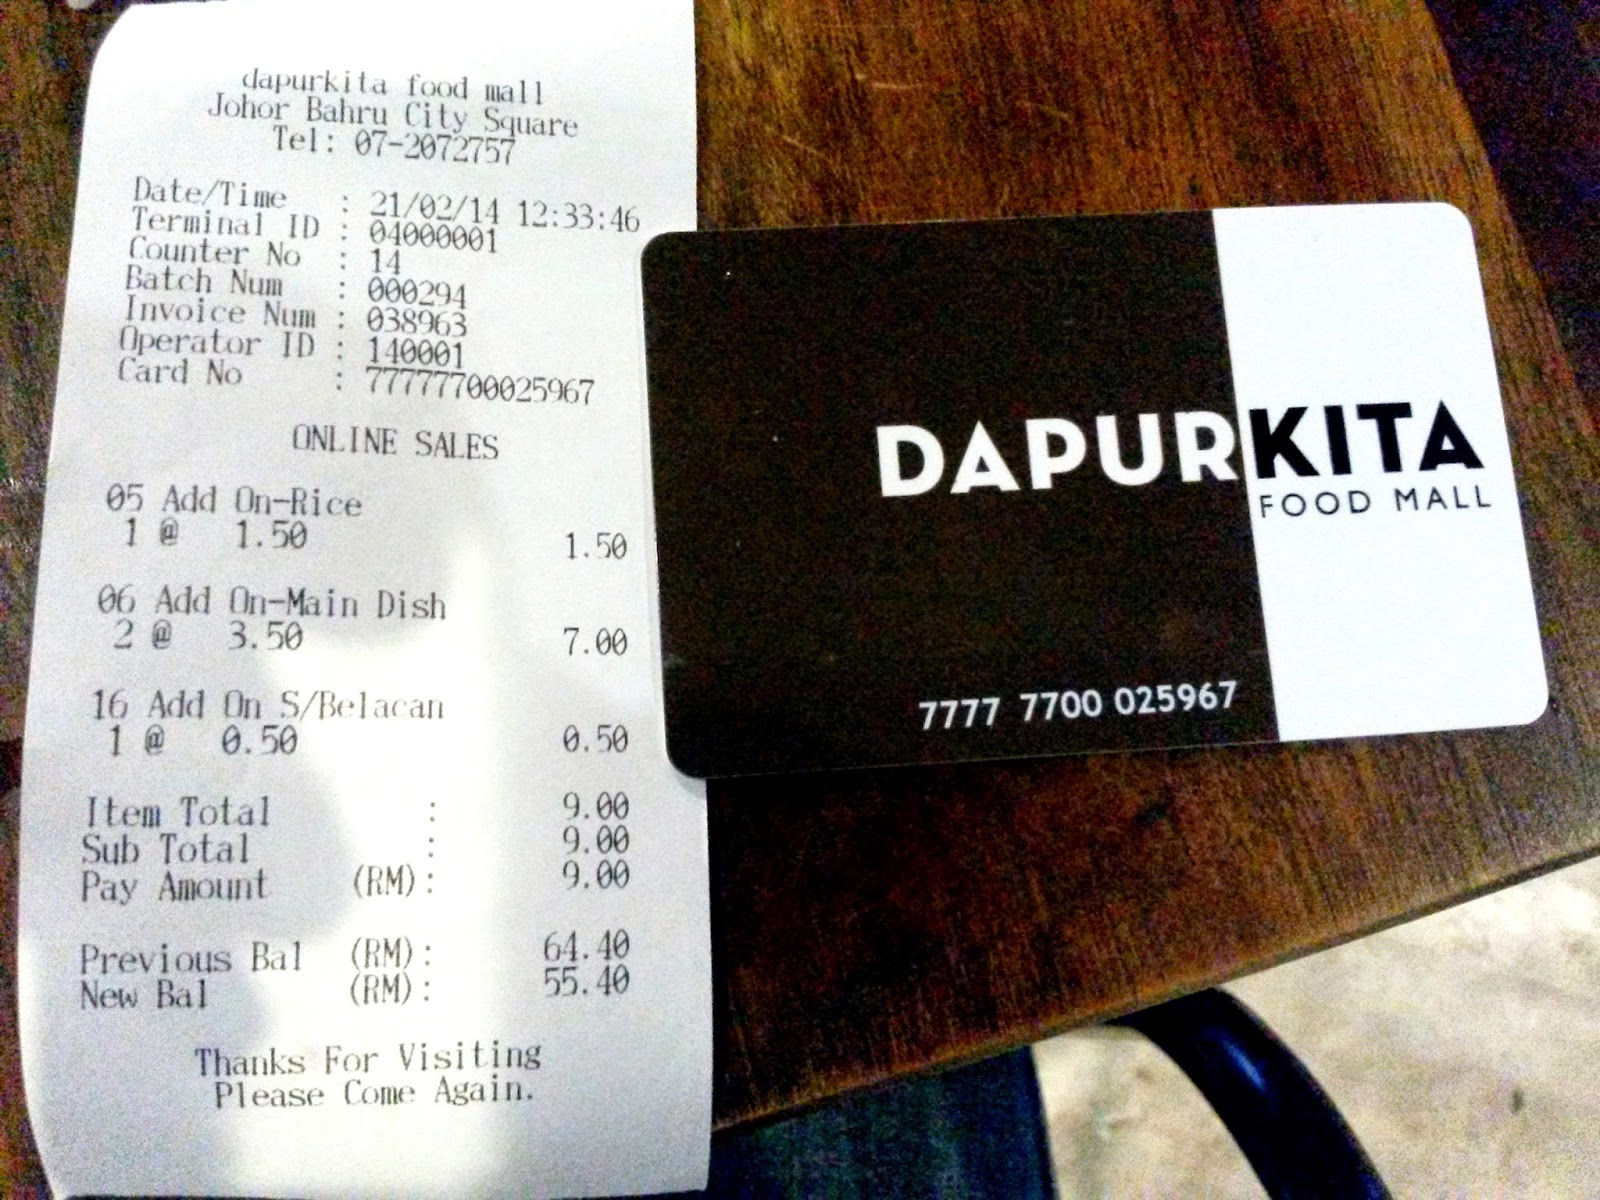 dapurkita food mall
Johor Bahru City Square
Tel: 07-2072757
Date/Time : 21/02/14 12:33:46
Terminal ID : 04000001
Counter No : 14
Batch Num : 000294
Invoice Num : 038963
Operator ID : 140001
Card No : 77777700025967
ONLINE SALES
05 Add On-Rice
1 @ 1.50 1.50
06 Add On-Main Dish
2 @ 3.50 7.00
16 Add On S/Belacan
1 @ 0.50 0.50
Item Total : 9.00
Sub Total : 9.00
Pay Amount (RM): 9.00
Previous Bal (RM): 64.40
New Bal (RM): 55.40
Thanks For Visiting
Please Come Again.
DAPURKITA
FOOD MALL
7777 7700 025967